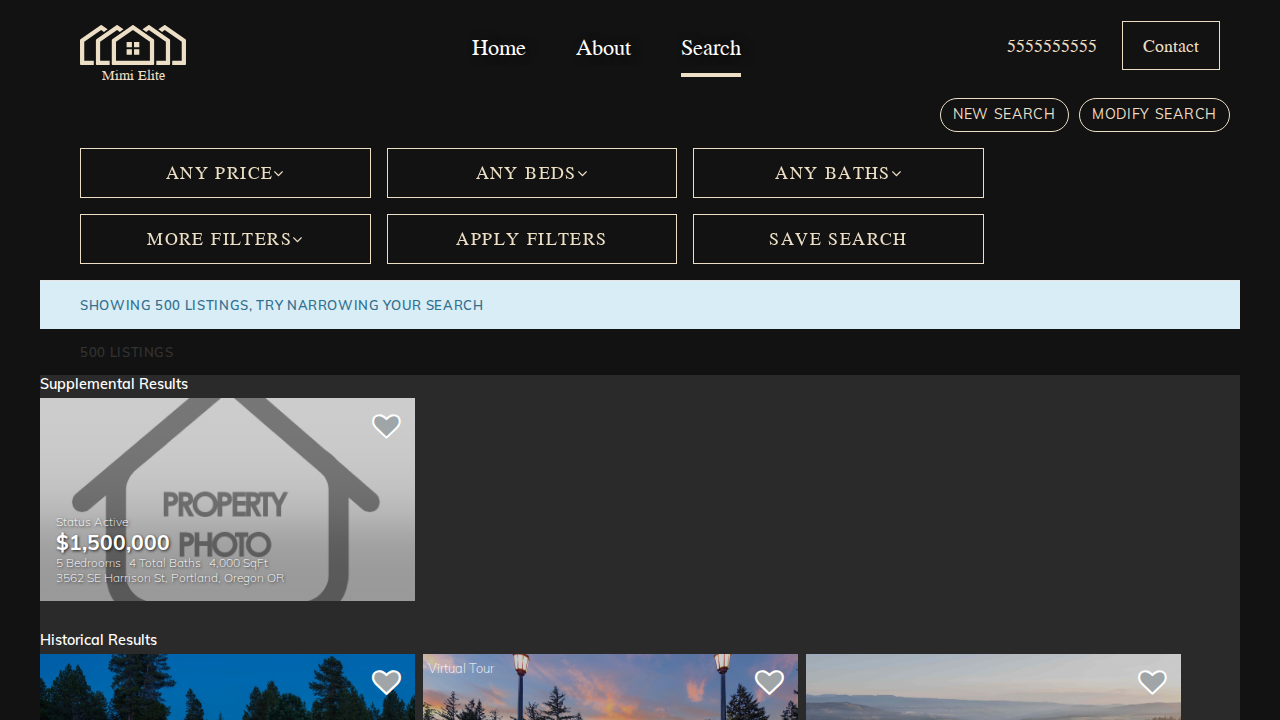 Home
About
Search
5555555555
Contact
Mimi Elite
NEW SEARCH
MODIFY SEARCH
ANY PRICE
ANY BEDS
ANY BATHS
MORE FILTERS
APPLY FILTERS
SAVE SEARCH
SHOWING 500 LISTINGS, TRY NARROWING YOUR SEARCH
500 LISTINGS
Supplemental Results
PROPERTY
PHOTO
Status Active
$1,500,000
5 Bedrooms 4 Total Baths 4,000 SqFt
3562 SE Harrison St, Portland, Oregon OR
Historical Results
Virtual Tour